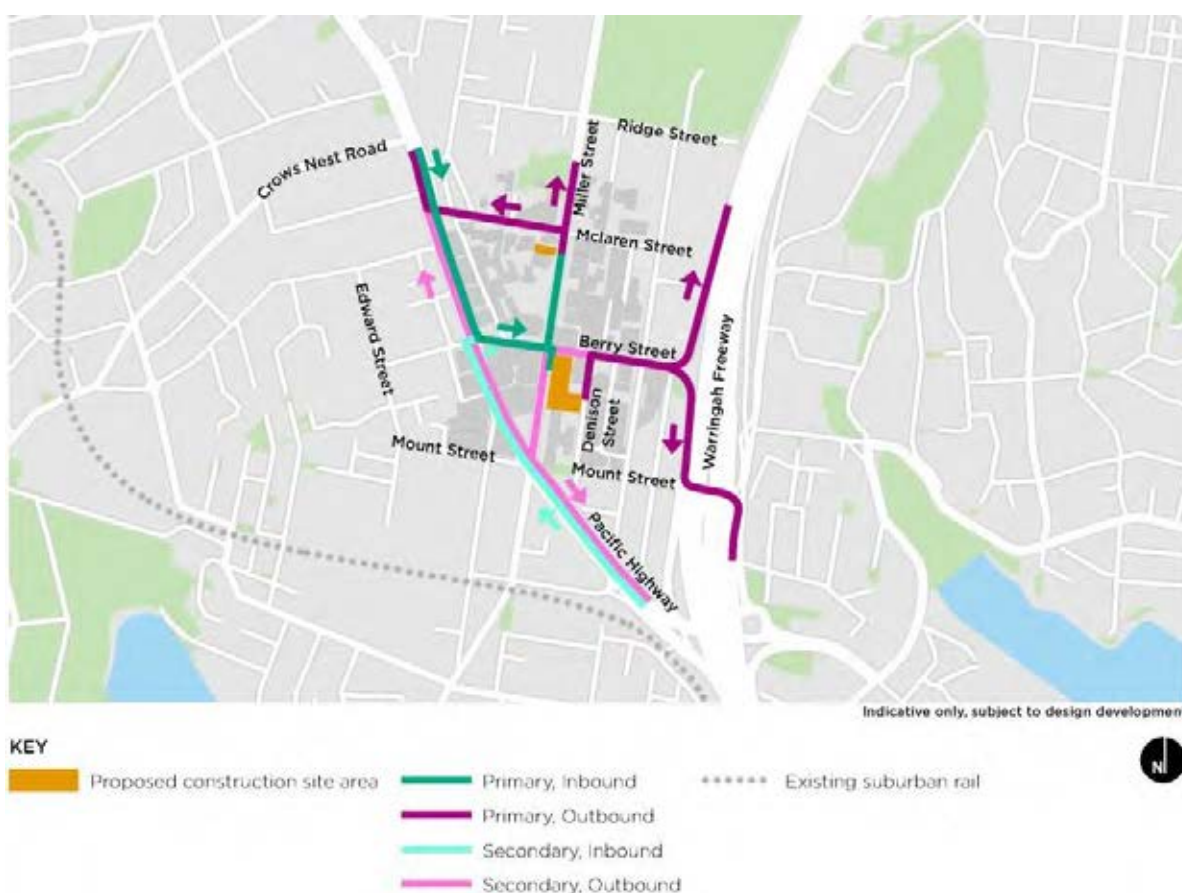 Ridge Street
Crows Nest Road
Miller Street
Mclaren Street
Edward Street
Berry Street
Warringah Freeway
Denison
Street
Mount Street
Mount Street
Pacific Highway
Indicative only, subject to design developmen
KEY
N
Proposed construction site area
Primary, Inbound
Existing suburban rail
Primary, Outbound
Secondary, Inbound
Secondary, Outbound